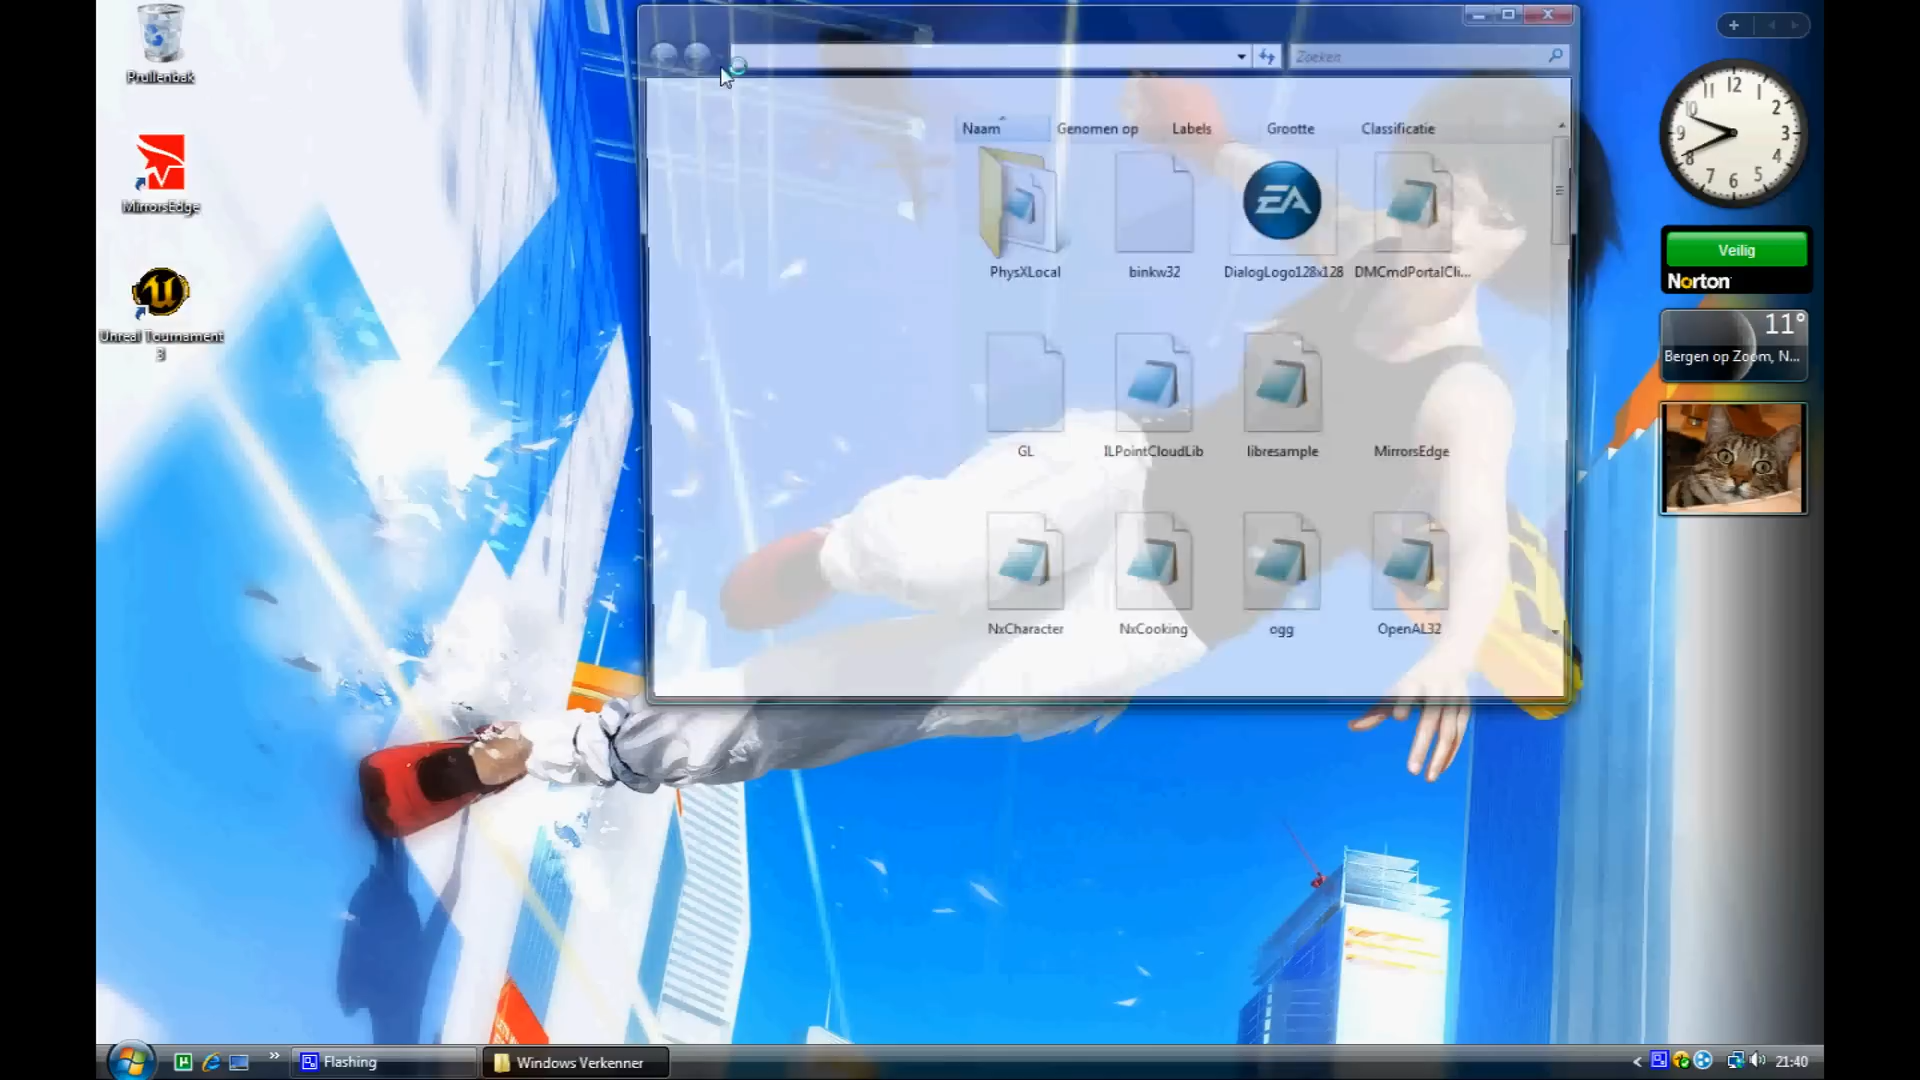 Prullenbak
MirrorsEdge
Unreal Tournament
3
Zoeken
Naam
Genomen op
Labels
Grootte
Classificatie
EA
PhysXLocal
binkw32
DialogLogo128x128
DMCmdPortalCli...
GL
ILPointCloudLib
libresample
MirrorsEdge
NxCharacter
NxCooking
ogg
OpenAL32
12
1
2
3
4
5
6
7
8
9
10
11
Veilig
Norton
11°
Bergen op Zoom, N...
»
Flashing
Windows Verkenner
<
21:40